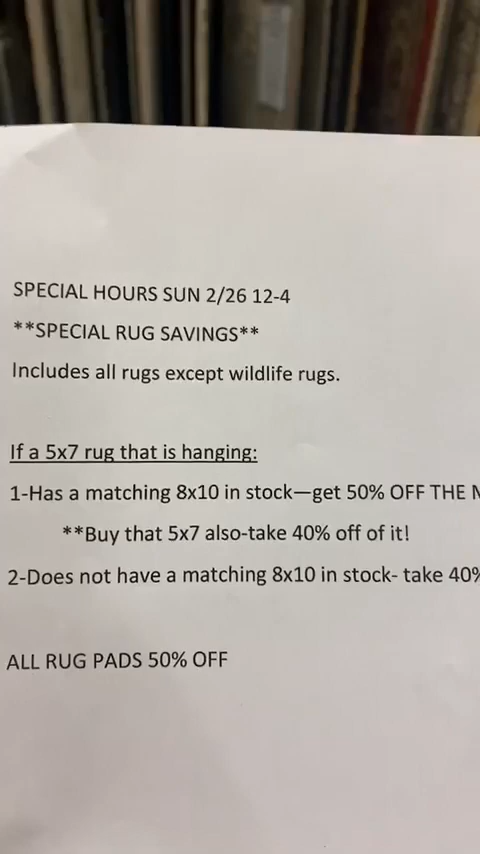 SPECIAL HOURS SUN 2/26 12-4
**SPECIAL RUG SAVINGS**
Includes all rugs except wildlife rugs.
If a 5x7 rug that is hanging:
1-Has a matching 8x10 in stock—get 50% OFF THE
**Buy that 5x7 also-take 40% off of it!
2-Does not have a matching 8x10 in stock- take 40%
ALL RUG PADS 50% OFF